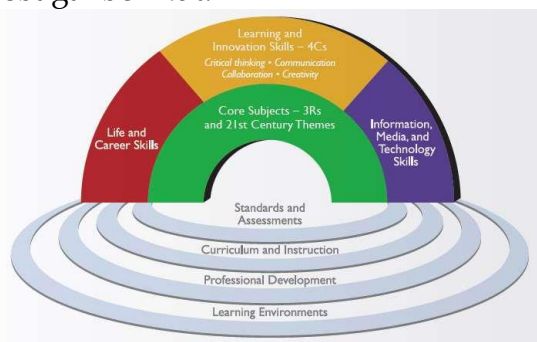 Learning and
Innovation Skills – 4Cs
Critical thinking • Communication
Collaboration • Creativity
Core Subjects – 3Rs
and 21st Century Themes
Life and
Career Skills
Information,
Media, and
Technology
Skills
Standards and
Assessments
Curriculum and Instruction
Professional Development
Learning Environments